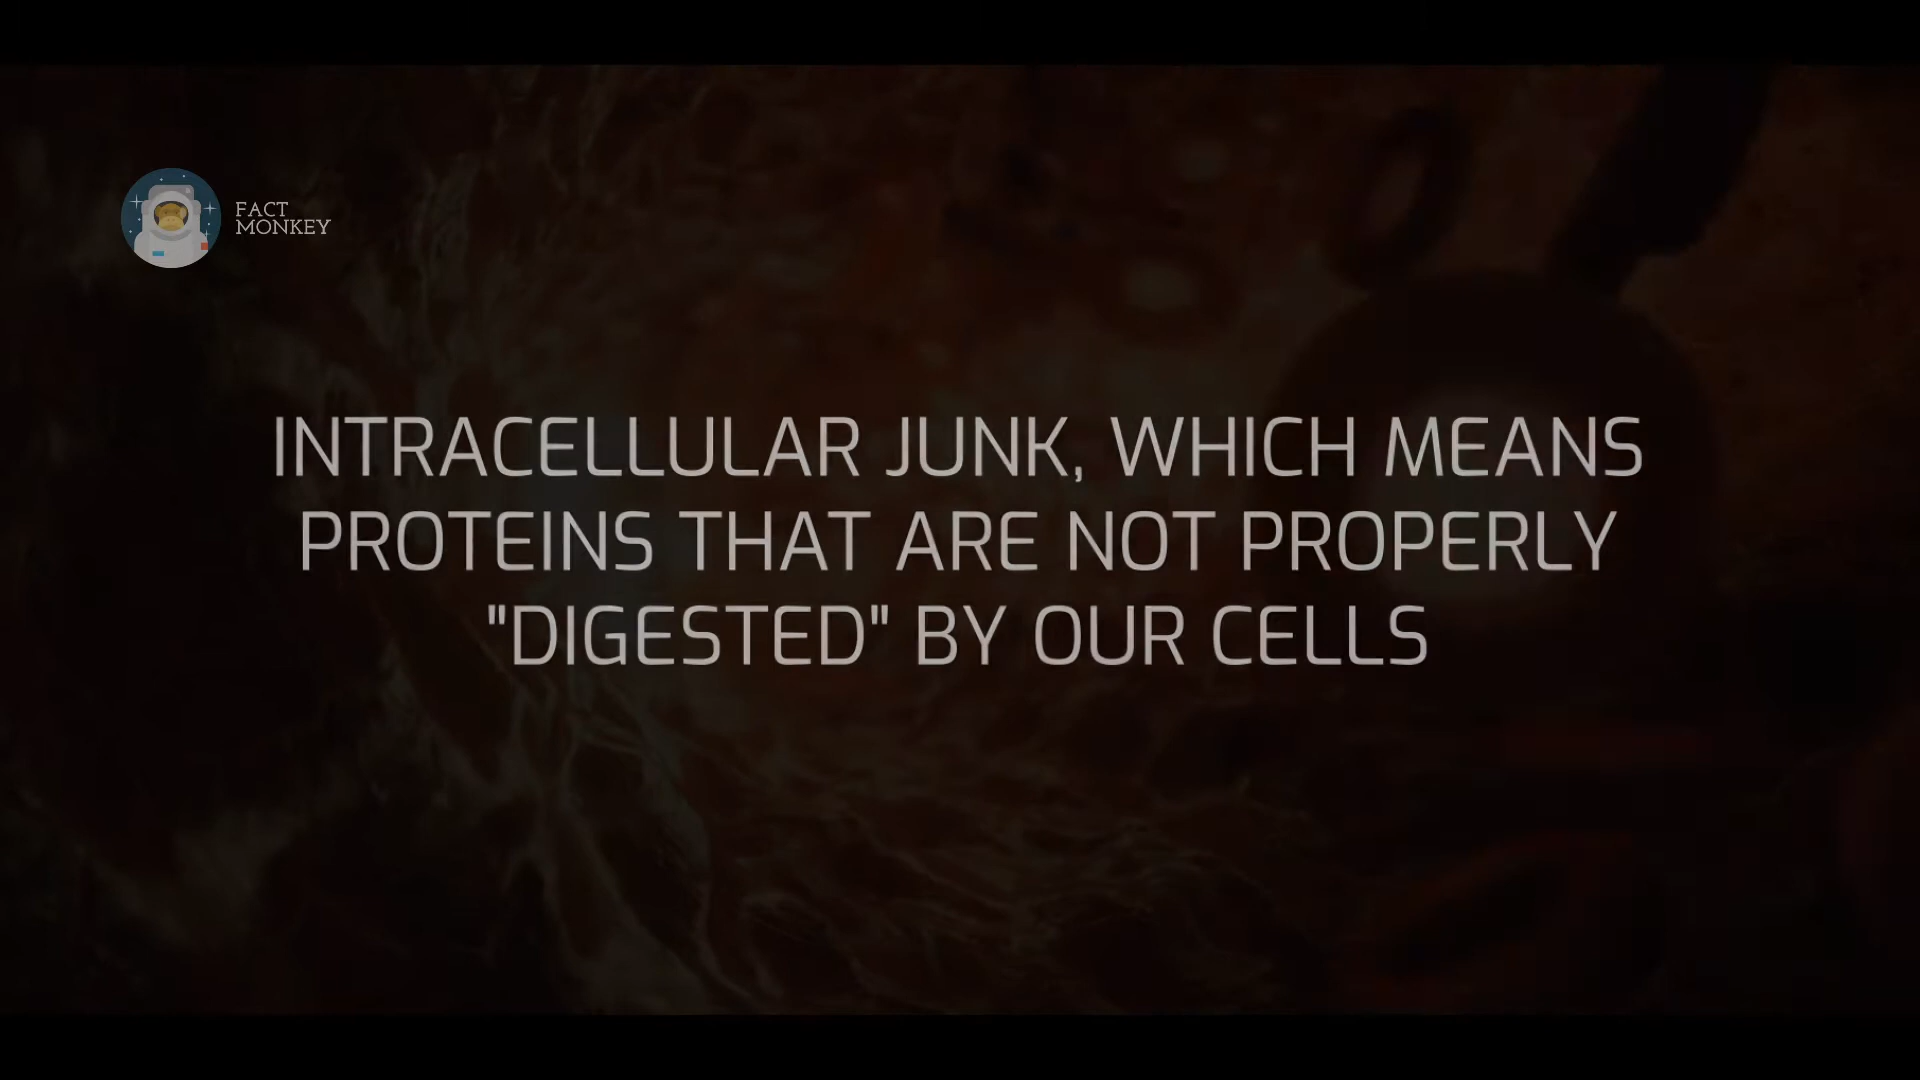 FACT
MONKEY
INTRACELLULAR JUNK, WHICH MEANS
PROTEINS THAT ARE NOT PROPERLY
"DIGESTED" BY OUR CELLS